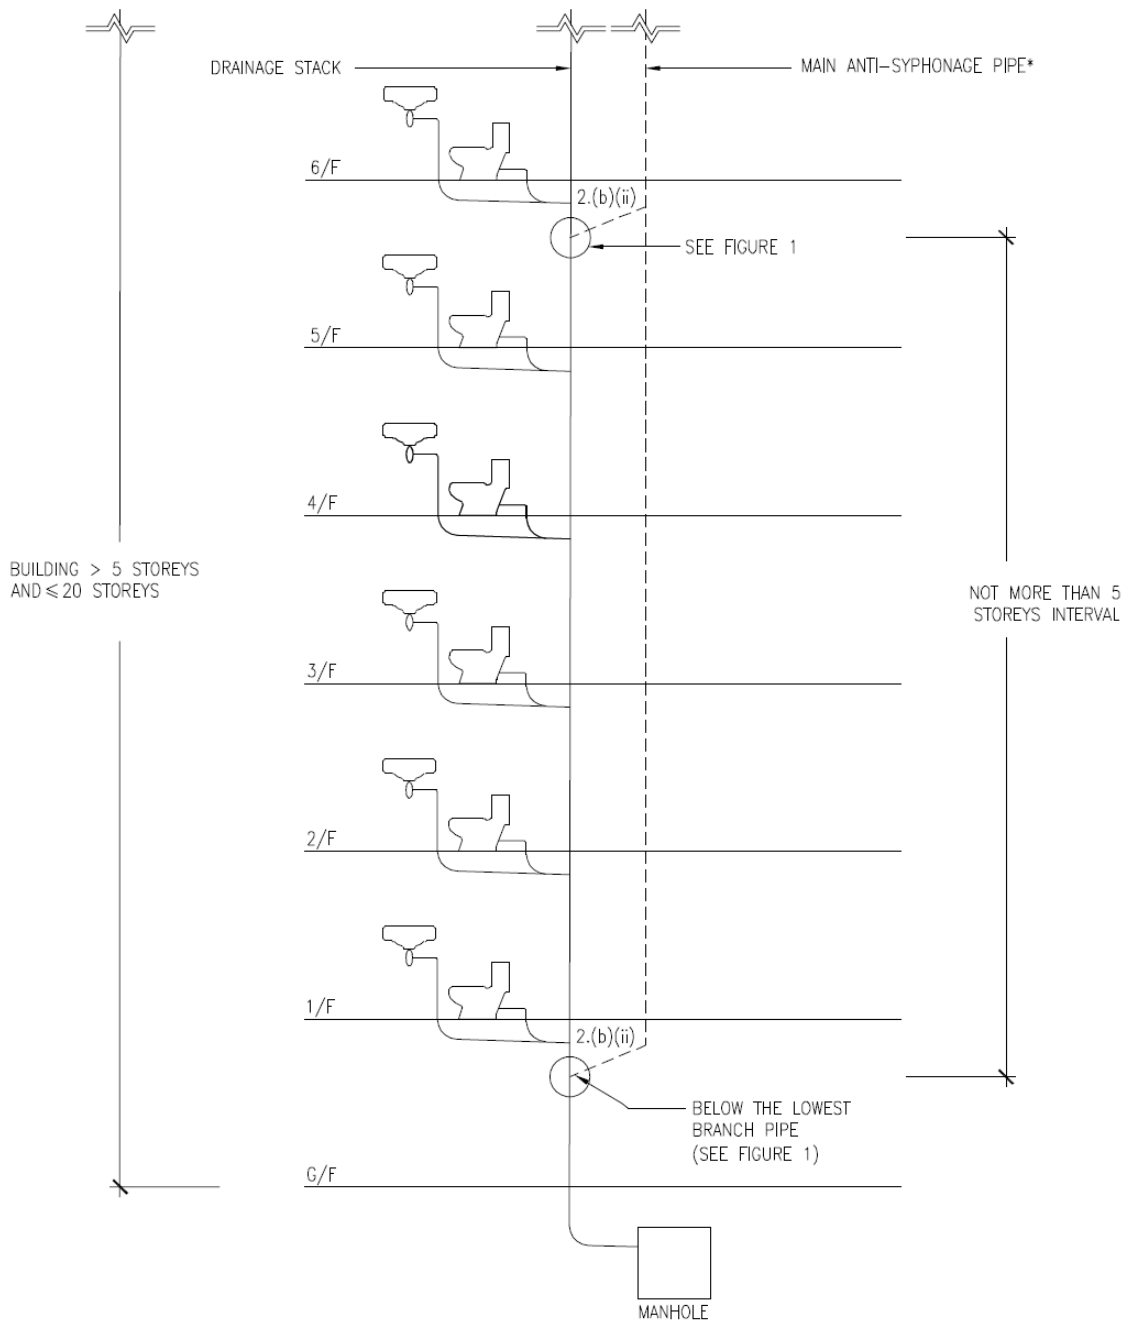 DRAINAGE STACK
MAIN ANTI-SYPHONAGE PIPE*
6/F
2.(b)(ii)
SEE FIGURE 1
5/F
4/F
BUILDING > 5 STOREYS
AND ≤ 20 STOREYS
NOT MORE THAN 5
STOREYS INTERVAL
3/F
2/F
1/F
2.(b)(ii)
BELOW THE LOWEST
BRANCH PIPE
(SEE FIGURE 1)
G/F
MANHOLE